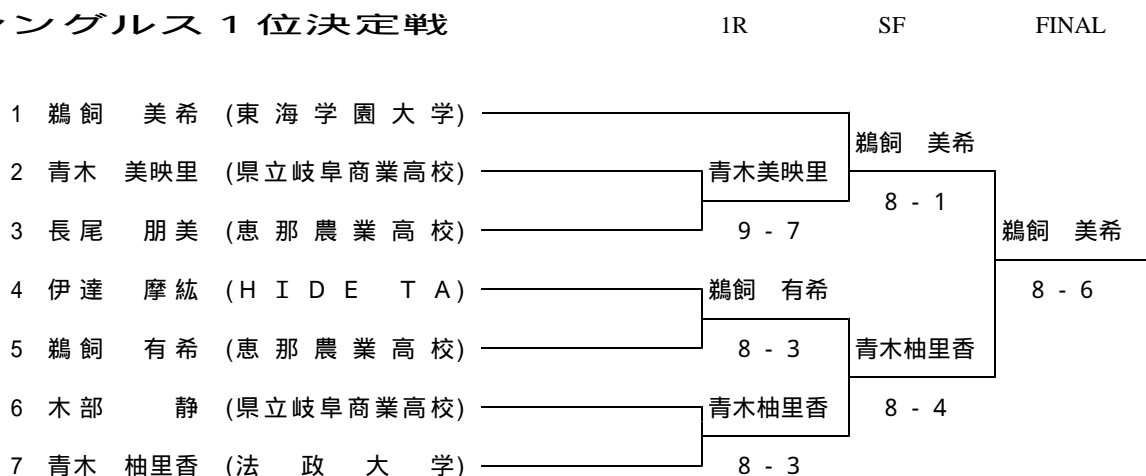 ングルス１位決定戦 1R SF FINAL
1 鵜飼 美希 (東海学園大学)
鵜飼 美希
2 青木 美映里 (県立岐阜商業高校) 青木美映里
8 - 1
3 長尾 朋美 (恵那農業高校) 9 - 7 鵜飼 美希
4 伊達 摩紘 (ＨＩＤＥ ＴＡ) 鵜飼 有希 8 - 6
5 鵜飼 有希 (恵那農業高校) 8 - 3 青木柚里香
6 木部 静 (県立岐阜商業高校) 青木柚里香 8 - 4
7 青木 柚里香 (法政大学) 8 - 3